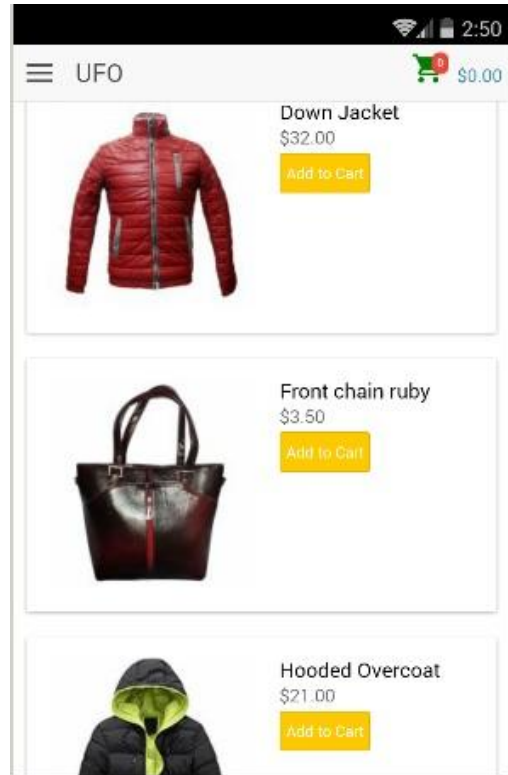 2:50
UFO
0
$0.00
Down Jacket
$32.00
Add to Cart
Front chain ruby
$3.50
Add to Cart
Hooded Overcoat
$21.00
Add to Cart